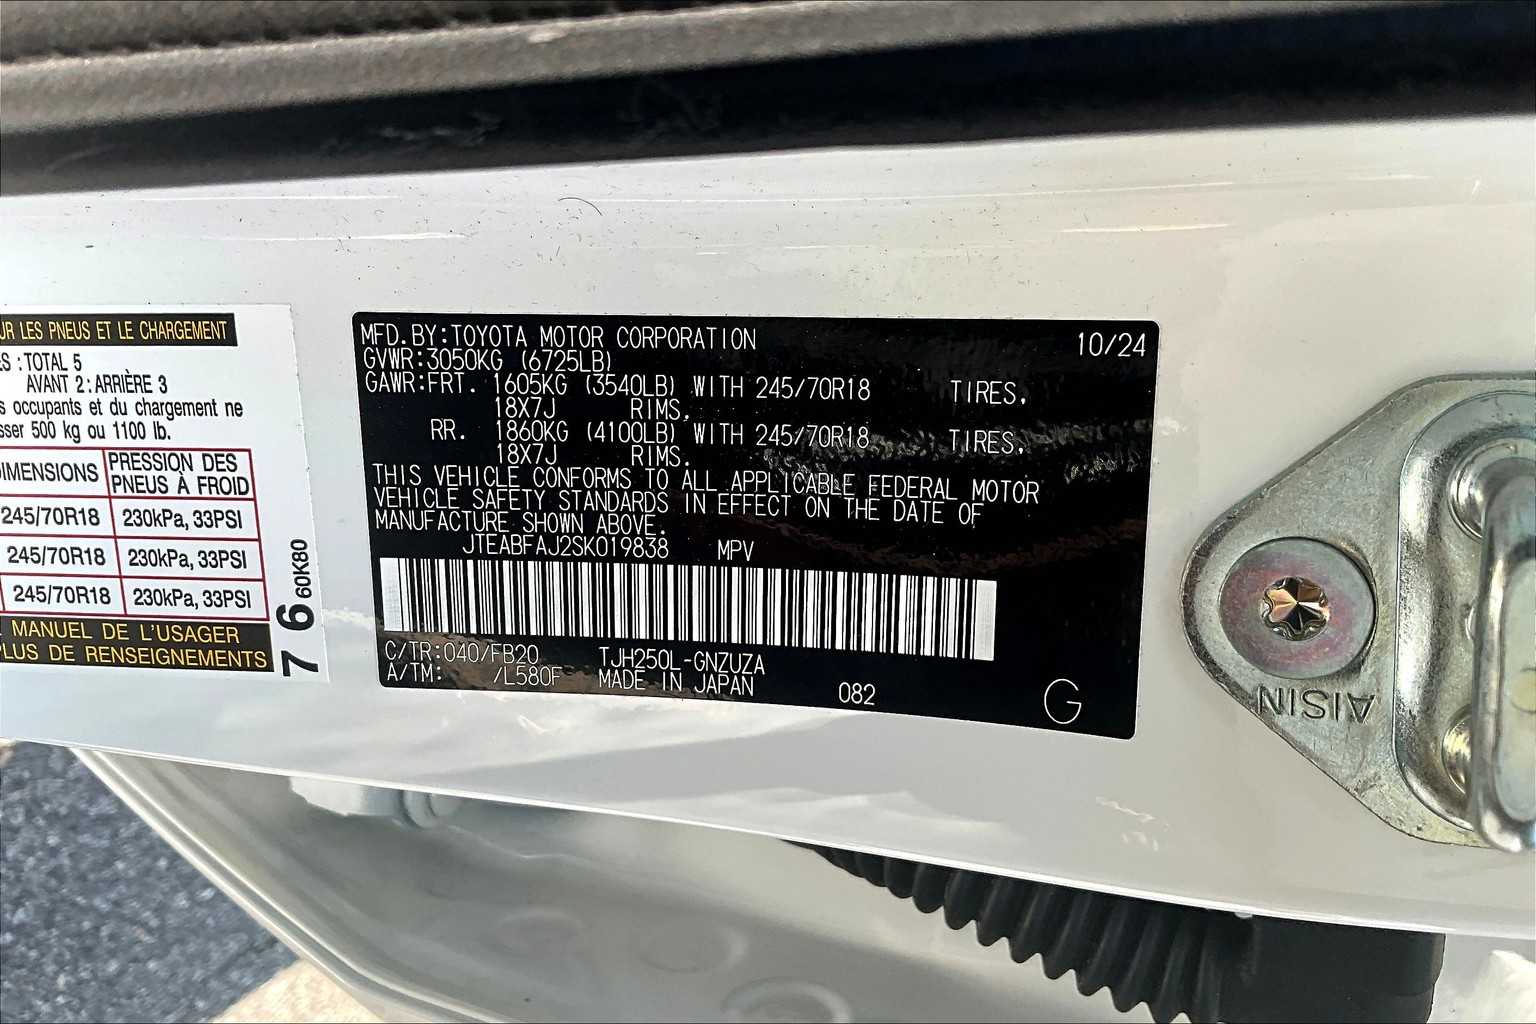 UR LES PNEUS ET LE CHARGEMENT
:TOTAL 5
AVANT 2:ARRIÈRE 3
occupants et du chargement ne
sser 500 kg ou 1100 lb.
DIMENSIONS PRESSION DES PNEUS À FROID
245/70R18 230kPa, 33PSI
245/70R18 230kPa, 33PSI
245/70R18 230kPa, 33PSI
MANUEL DE L'USAGER
PLUS DE RENSEIGNEMENTS
7 6 60K80
MFD.BY:TOYOTA MOTOR CORPORATION 10/24
GVWR:3050KG (6725LB)
GAWR:FRT. 1605KG (3540LB) WITH 245/70R18 TIRES,
18X7J RIMS.
RR. 1860KG (4100LB) WITH 245/70R18 TIRES,
18X7J RIMS.
THIS VEHICLE CONFORMS TO ALL APPLICABLE FEDERAL MOTOR
VEHICLE SAFETY STANDARDS IN EFFECT ON THE DATE OF
MANUFACTURE SHOWN ABOVE.
JTEABFAJ2SK019838 MPV
C/TR:040/FB20 TJH250L-GNZUZA
A/TM: /L580F MADE IN JAPAN 082 G
AISIN